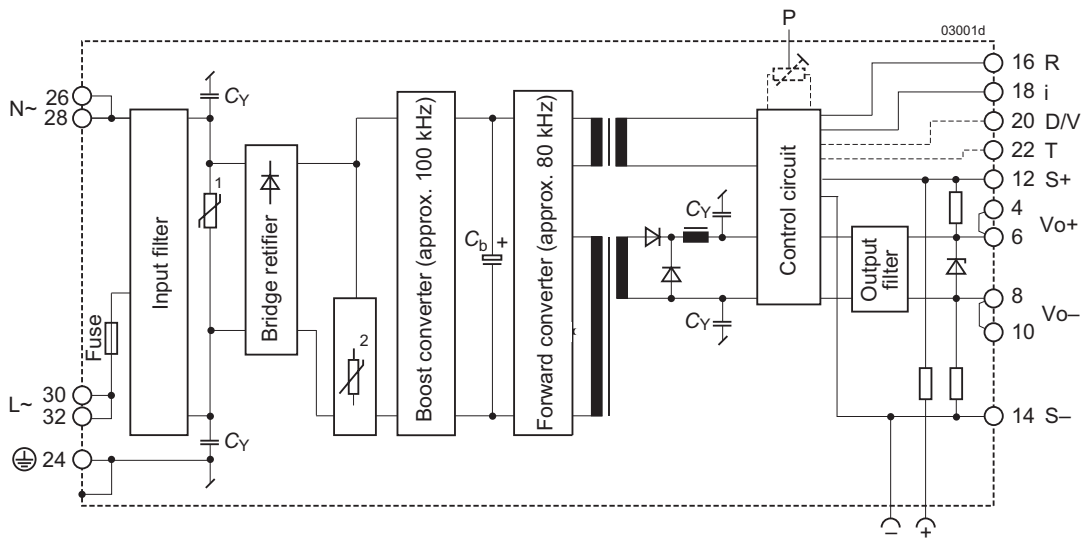 P
03001d
16 R
18 i
20 D/V
22 T
12 S+
4
Vo+
6
8
Vo–
10
14 S–
N~
26
28
L~
30
32
24
Fuse
Input filter
CY
CY
1
Bridge retifier
2
Boost converter (approx. 100 kHz)
Cb
+
Forward converter (approx. 80 kHz)
CY
CY
Control circuit
Output
filter
–
+